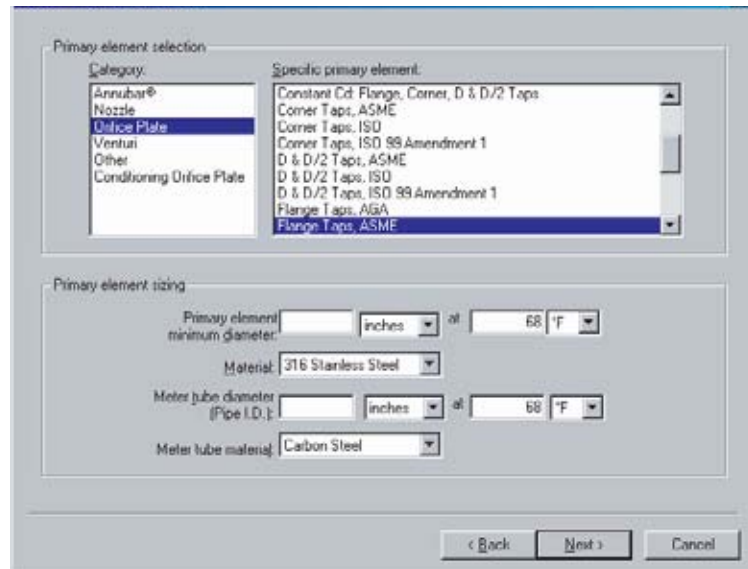 Primary element selection
Category:
Annubar®
Nozzle
Orifice Plate
Venturi
Other
Conditioning Orifice Plate
Specific primary element:
Constant Cd: Flange, Corner, D & D/2 Taps
Corner Taps, ASME
Corner Taps, ISO
Corner Taps, ISO 99 Amendment 1
D & D/2 Taps, ASME
D & D/2 Taps, ISO
D & D/2 Taps, ISO 99 Amendment 1
Flange Taps, AGA
Flange Taps, ASME
Primary element sizing
Primary element
minimum diameter: inches at 68 °F
Material: 316 Stainless Steel
Meter tube diameter
(Pipe I.D.): inches at 68 °F
Meter tube material: Carbon Steel
< Back Next > Cancel